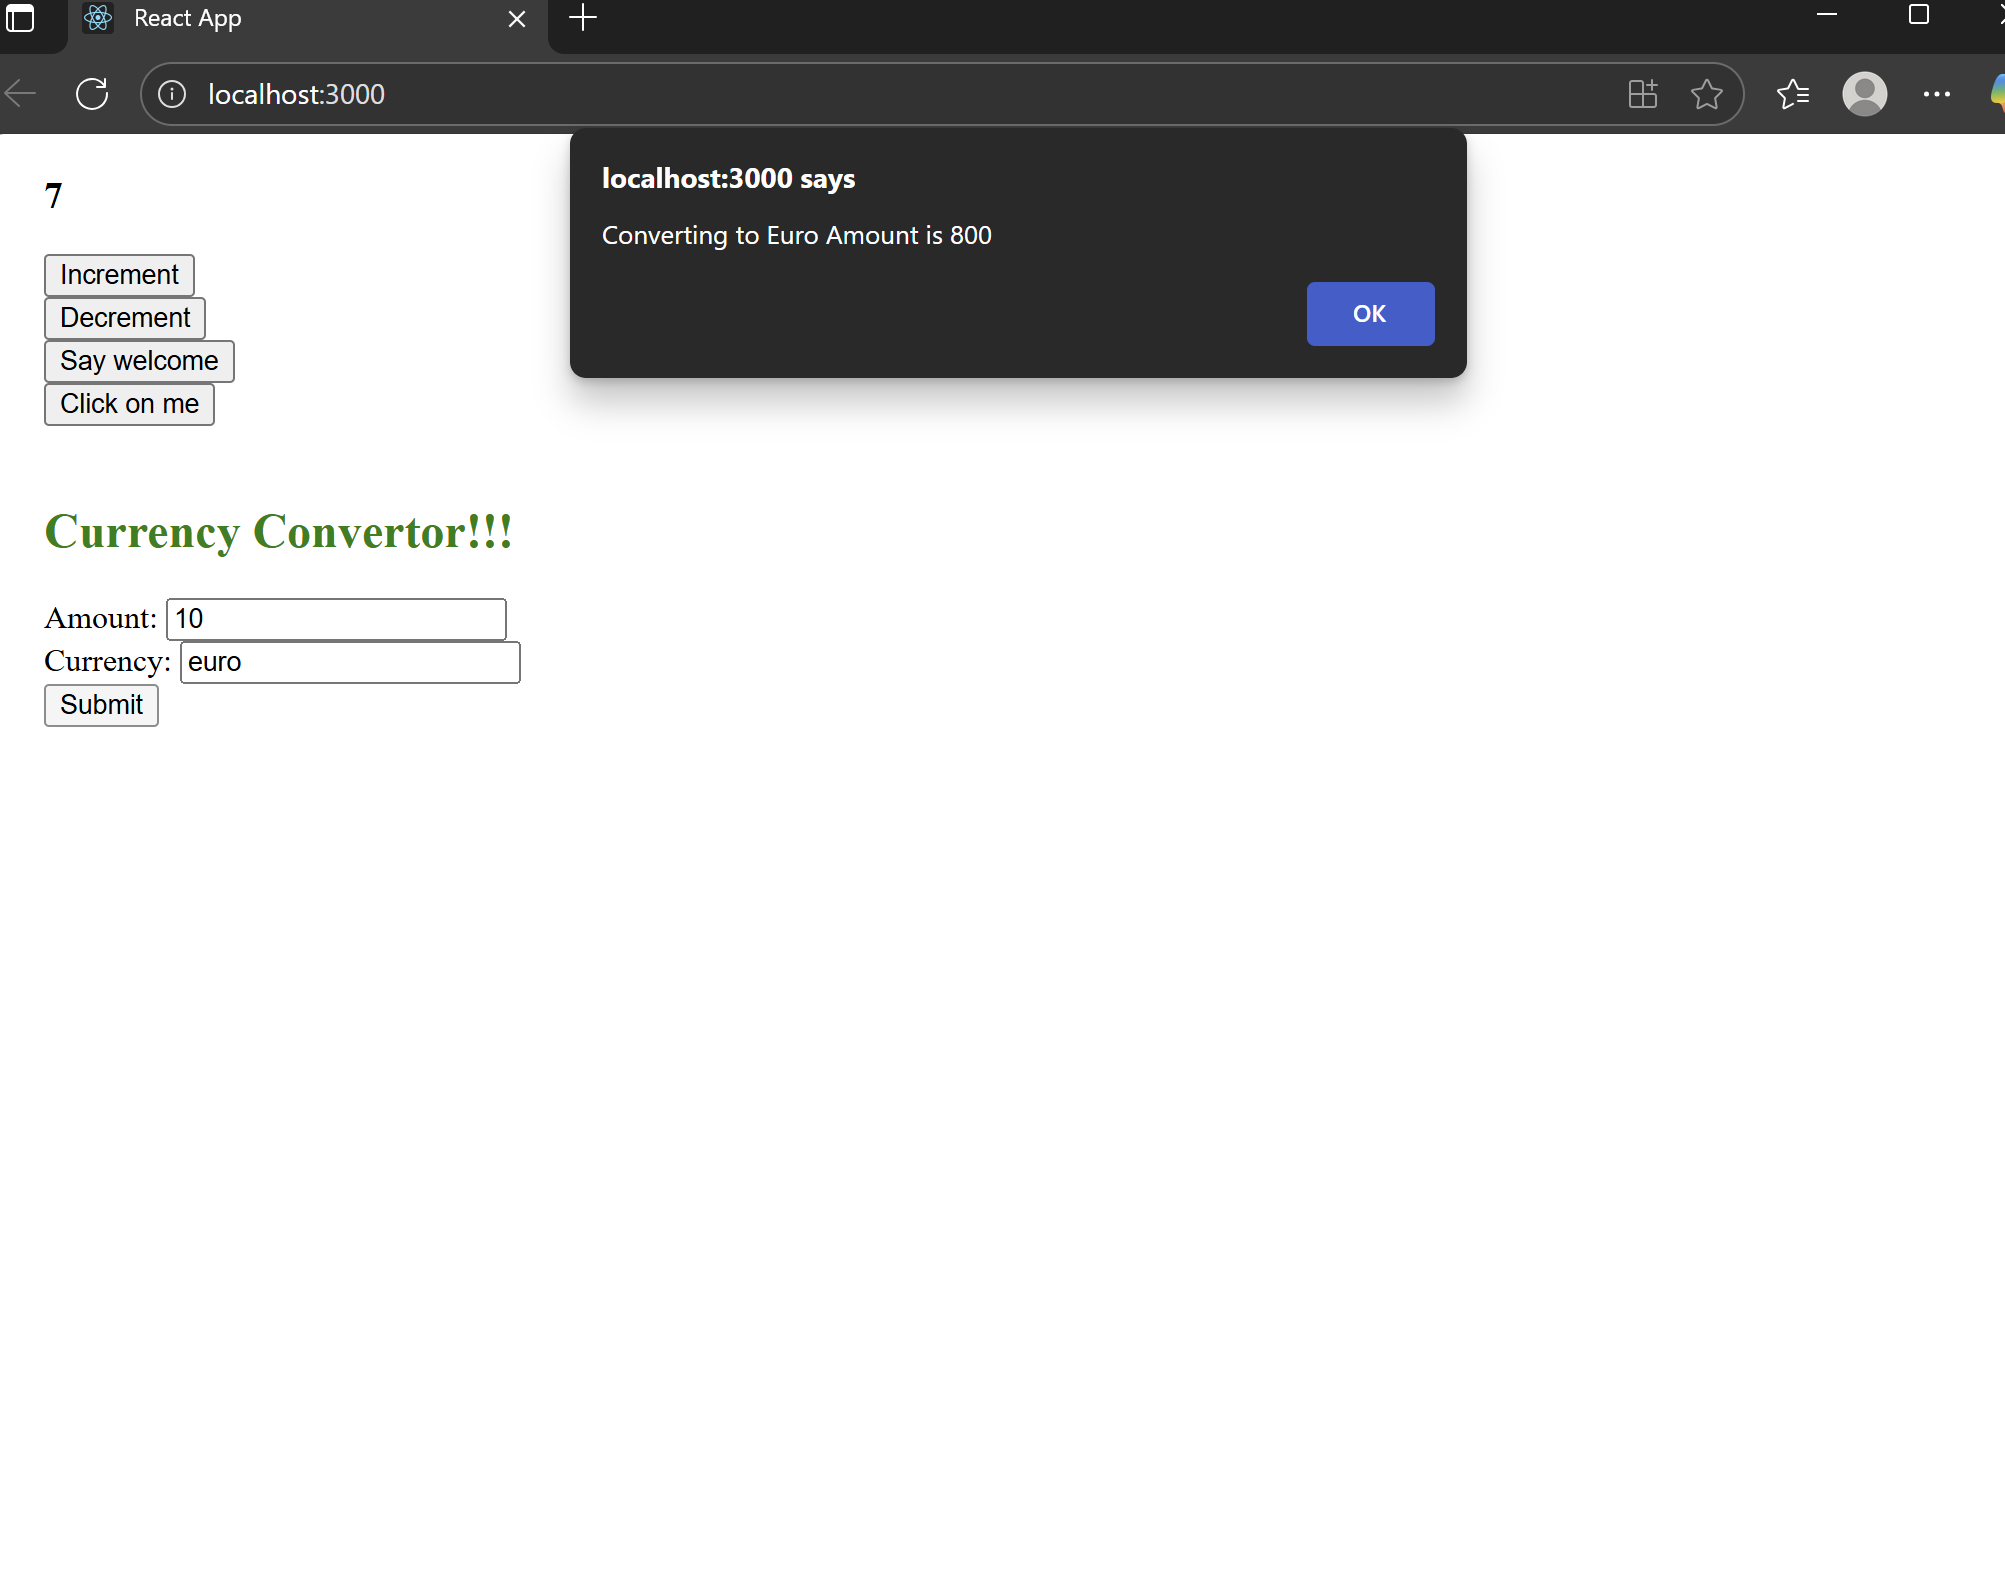 React App
localhost:3000
localhost:3000 says
Converting to Euro Amount is 800
OK
7
Increment
Decrement
Say welcome
Click on me
Currency Convertor!!!
Amount: 10
Currency: euro
Submit